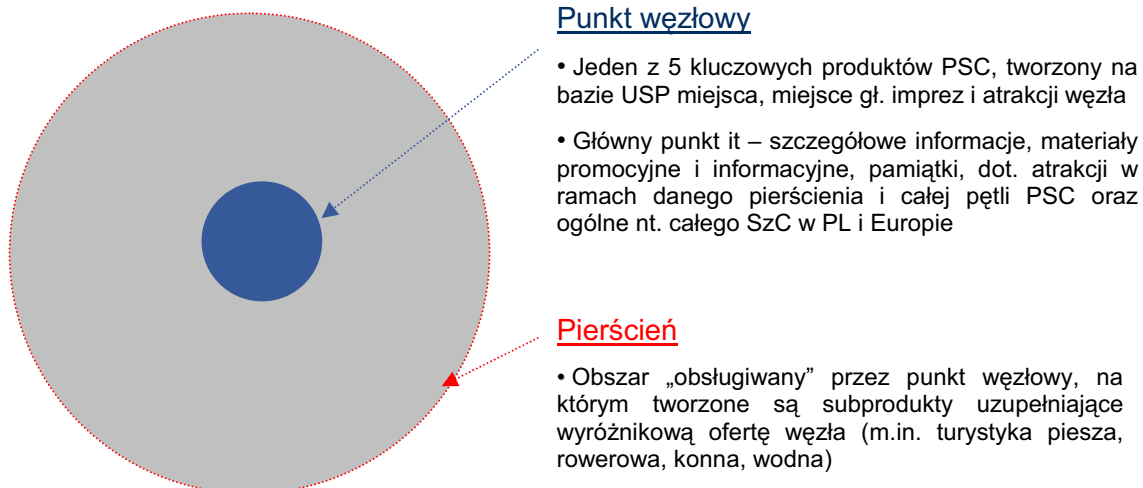 Punkt węzłowy
• Jeden z 5 kluczowych produktów PSC, tworzony na
bazie USP miejsca, miejsce gł. imprez i atrakcji węzła
• Główny punkt it – szczegółowe informacje, materiały
promocyjne i informacyjne, pamiątki, dot. atrakcji w
ramach danego pierścienia i całej pętli PSC oraz
ogólne nt. całego SzC w PL i Europie
Pierścień
• Obszar „obsługiwany” przez punkt węzłowy, na
którym tworzone są subprodukty uzupełniające
wyróżnikową ofertę węzła (m.in. turystyka piesza,
rowerowa, konna, wodna)